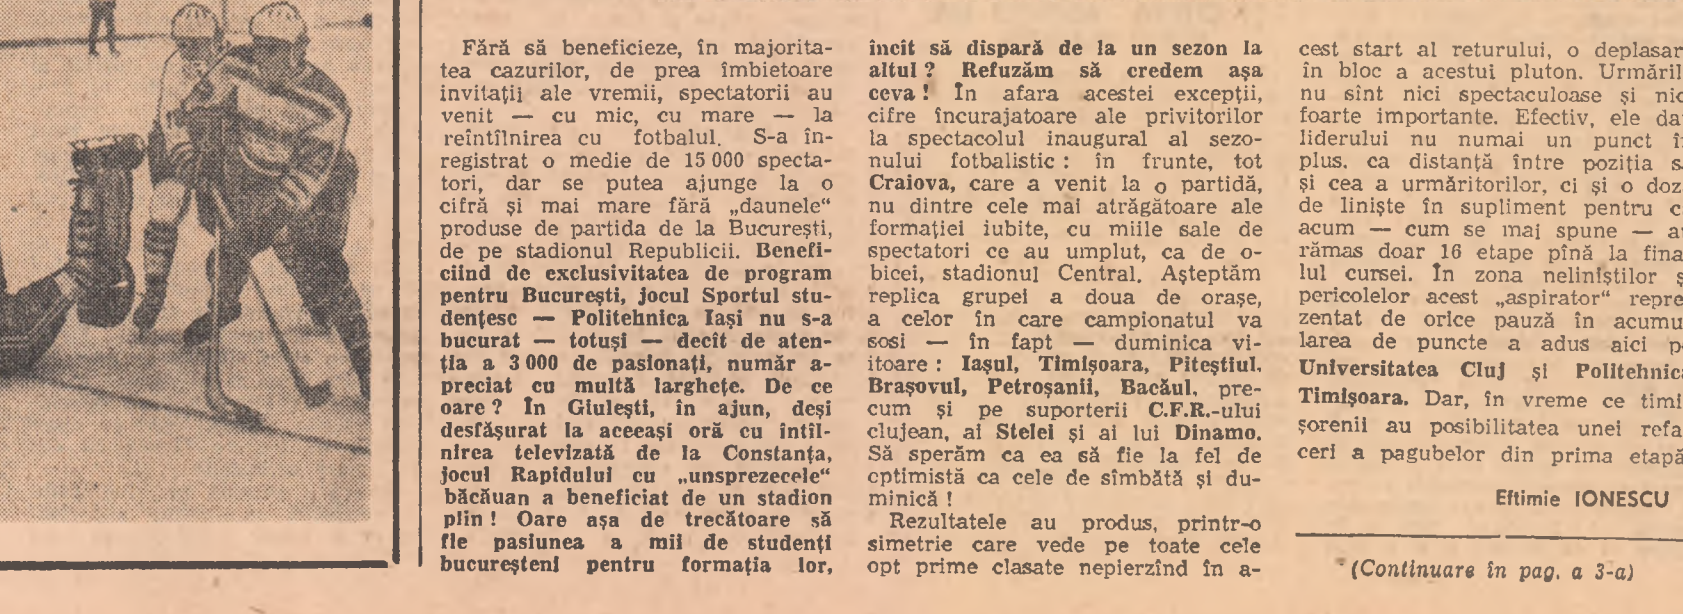 Fără să beneficieze, în majorita-
tea cazurilor, de prea îmbietoare
invitații ale vremii, spectatorii au
venit — cu mic, cu mare — la
reîntîlnirea cu fotbalul. S-a în-
registrat o medie de 15 000 specta-
tori, dar se putea ajunge la o
cifră și mai mare fără „daunele“
produse de partida de la București,
de pe stadionul Republicii. Benefi-
ciind de exclusivitatea de program
pentru București, jocul Sportul stu-
dențesc — Politehnica Iași nu s-a
bucurat — totuși — decît de aten-
ția a 3 000 de pasionați, număr a-
preciat cu multă larghețe. De ce
oare ? În Giulești, în ajun, deși
desfășurat la aceeași oră cu întîl-
nirea televizată de la Constanța,
jocul Rapidului cu „unsprezecele“
băcăuan a beneficiat de un stadion
plin ! Oare așa de trecătoare să
fie pasiunea a mii de studenți
bucureșteni pentru formația lor,
încît să dispară de la un sezon la
altul ? Refuzăm să credem așa
ceva ! În afara acestei excepții,
cifre încurajatoare ale privitorilor
la spectacolul inaugural al sezo-
nului fotbalistic : în frunte, tot
Craiova, care a venit la o partidă,
nu dintre cele mai atrăgătoare ale
formației iubite, cu miile sale de
spectatori ce au umplut, ca de o-
bicei, stadionul Central. Așteptăm
replica grupei a doua de orașe,
a celor în care campionatul va
sosi — în fapt — duminica vi-
itoare : Iașul, Timișoara, Piteștiul.
Brașovul, Petroșanii, Bacăul, pre-
cum și pe suporterii C.F.R.-ului
clujean, ai Stelei și ai lui Dinamo.
Să sperăm ca ea să fie la fel de
optimistă ca cele de sîmbătă și du-
minică !
Rezultatele au produs, printr-o
simetrie care vede pe toate cele
opt prime clasate nepierzînd în a-
cest start al returului, o deplasar
în bloc a acestui pluton. Urmăril
nu sînt nici spectaculoase și nic
foarte importante. Efectiv, ele da
liderului nu numai un punct î
plus. ca distanță între poziția s
și cea a urmăritorilor, ci și o doz
de liniște în supliment pentru c
acum — cum se mai spune — a
rămas doar 16 etape pînă la fina
lul cursei. În zona neliniștilor ș
pericolelor acest „aspirator“ repre
zentat de orice pauză în acumu
larea de puncte a adus aici p
Universitatea Cluj și Politehnic
Timișoara. Dar, în vreme ce timi
șorenii au posibilitatea unei refa
ceri a pagubelor din prima etapă
Eftimie IONESCU
(Continuare în pag. a 3-a)